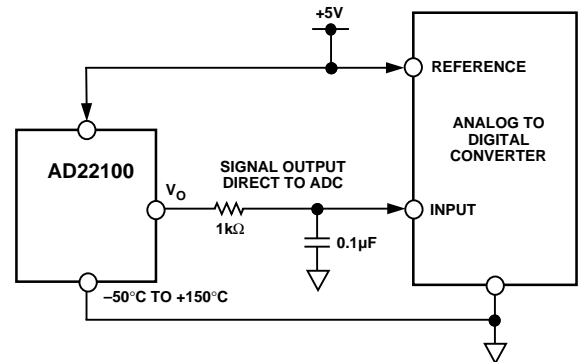 +5V
REFERENCE
ANALOG TO
DIGITAL
CONVERTER
AD22100
V_O
SIGNAL OUTPUT
DIRECT TO ADC
INPUT
1kΩ
0.1µF
–50°C TO +150°C